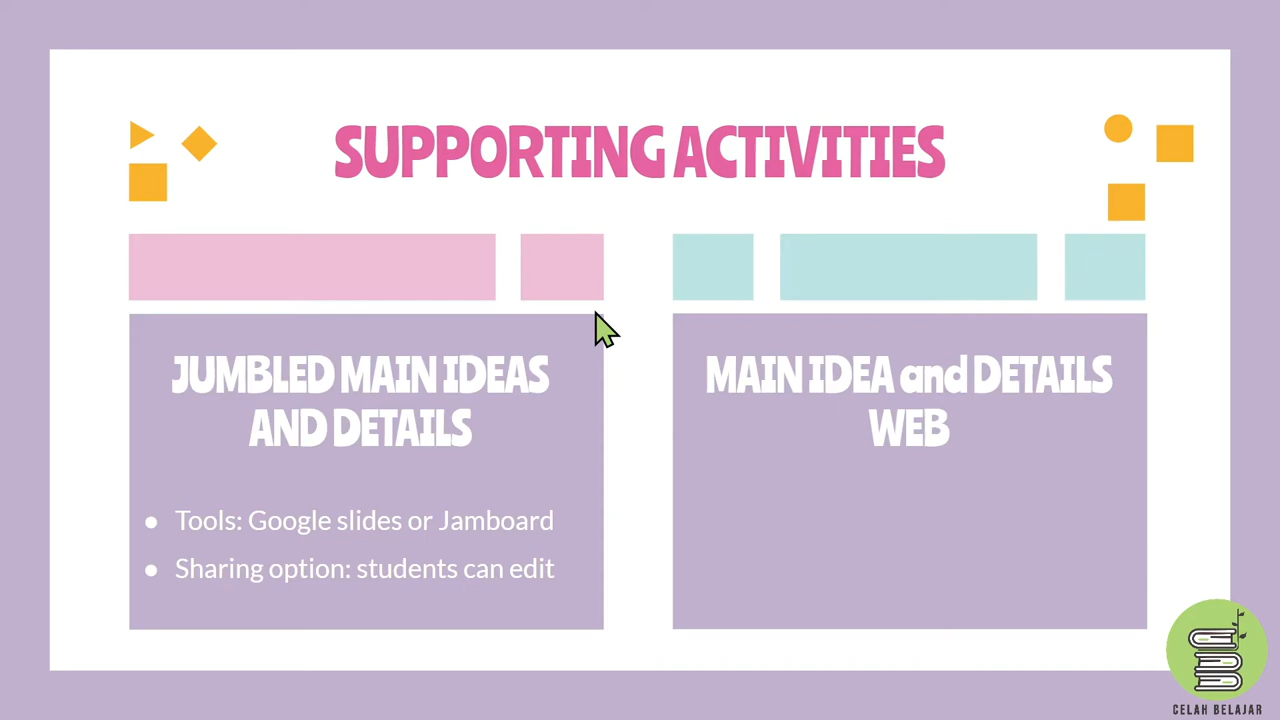 SUPPORTING ACTIVITIES
JUMBLED MAIN IDEAS
AND DETAILS
● Tools: Google slides or Jamboard
● Sharing option: students can edit
MAIN IDEA and DETAILS
WEB
CELAH BELAJAR